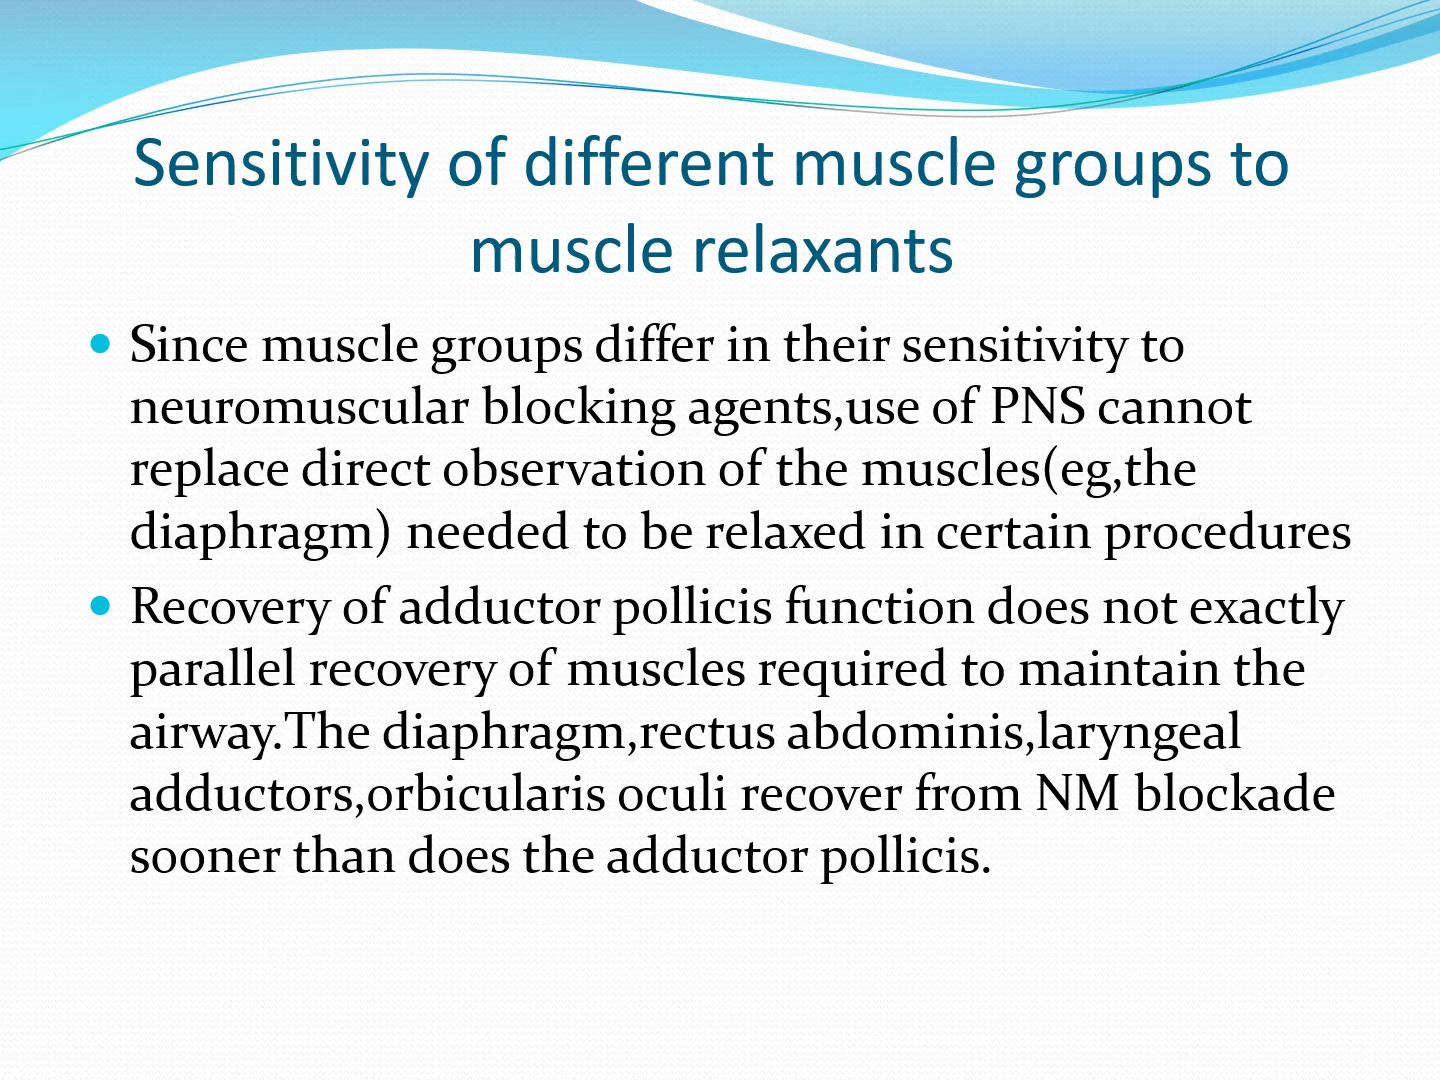 Sensitivity of different muscle groups to
muscle relaxants
Since muscle groups differ in their sensitivity to
neuromuscular blocking agents,use of PNS cannot
replace direct observation of the muscles(eg,the
diaphragm) needed to be relaxed in certain procedures
Recovery of adductor pollicis function does not exactly
parallel recovery of muscles required to maintain the
airway.The diaphragm,rectus abdominis,laryngeal
adductors,orbicularis oculi recover from NM blockade
sooner than does the adductor pollicis.